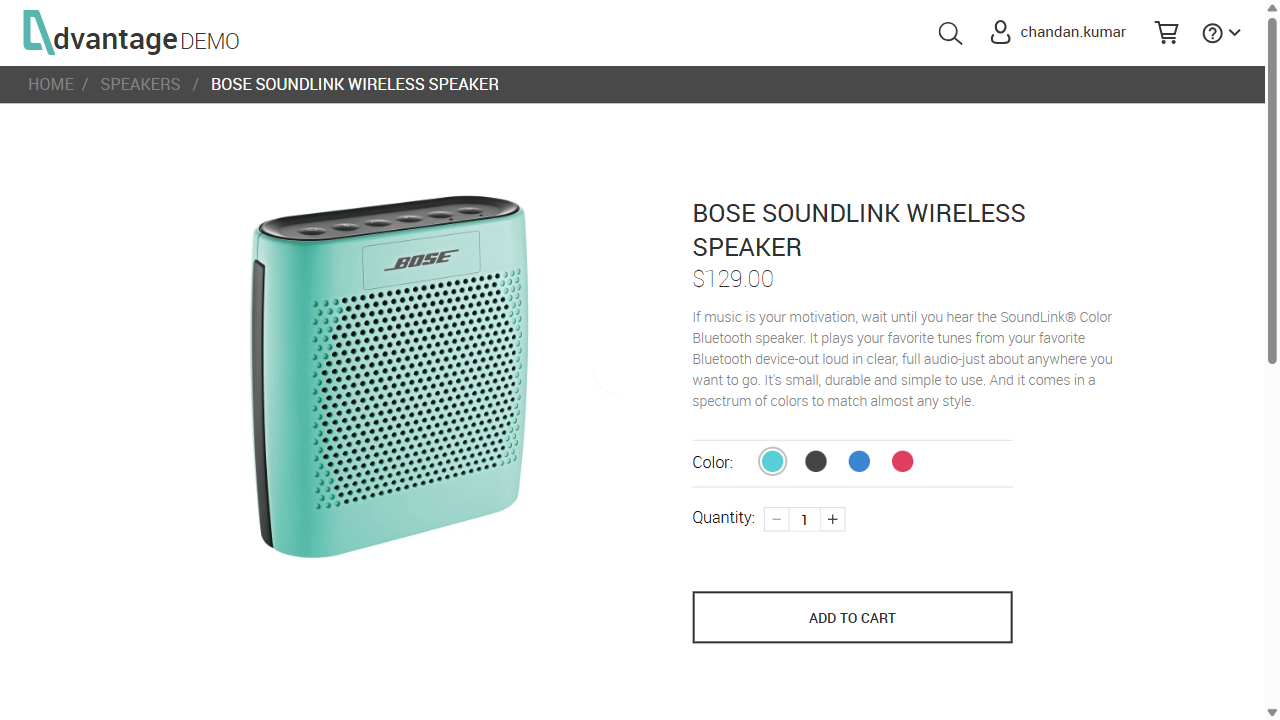 dvantage DEMO
chandan.kumar
HOME / SPEAKERS / BOSE SOUNDLINK WIRELESS SPEAKER
BOSE
BOSE SOUNDLINK WIRELESS
SPEAKER
$129.00
If music is your motivation, wait until you hear the SoundLink® Color
Bluetooth speaker. It plays your favorite tunes from your favorite
Bluetooth device-out loud in clear, full audio-just about anywhere you
want to go. It's small, durable and simple to use. And it comes in a
spectrum of colors to match almost any style.
Color:
Quantity: − 1 +
ADD TO CART